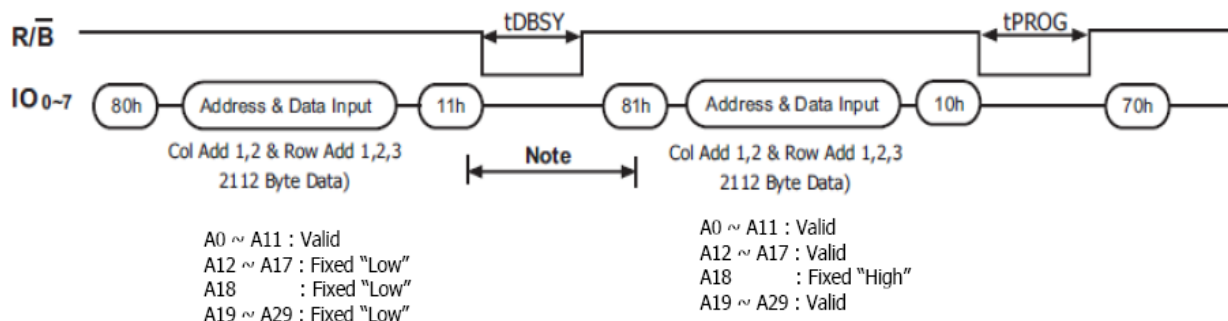 R/B tDBSY tPROG
IO 0~7 80h Address & Data Input 11h 81h Address & Data Input 10h 70h
Col Add 1,2 & Row Add 1,2,3 Note Col Add 1,2 & Row Add 1,2,3
2112 Byte Data) 2112 Byte Data)
A0 ~ A11 : Valid
A12 ~ A17 : Fixed "Low"
A18 : Fixed "Low"
A19 ~ A29 : Fixed "Low"
A0 ~ A11 : Valid
A12 ~ A17 : Valid
A18 : Fixed "High"
A19 ~ A29 : Valid